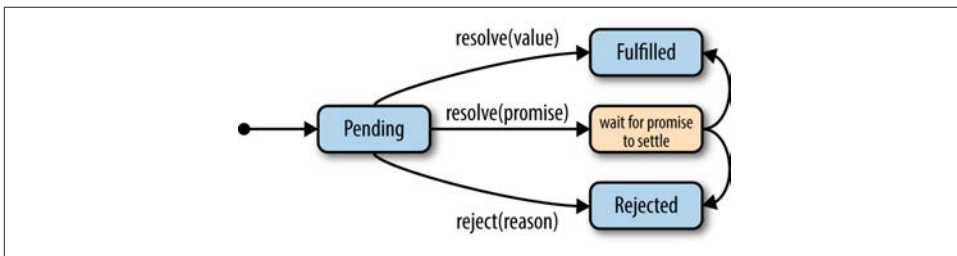 resolve(value)
Fulfilled
Pending
resolve(promise)
wait for promise
to settle
reject(reason)
Rejected